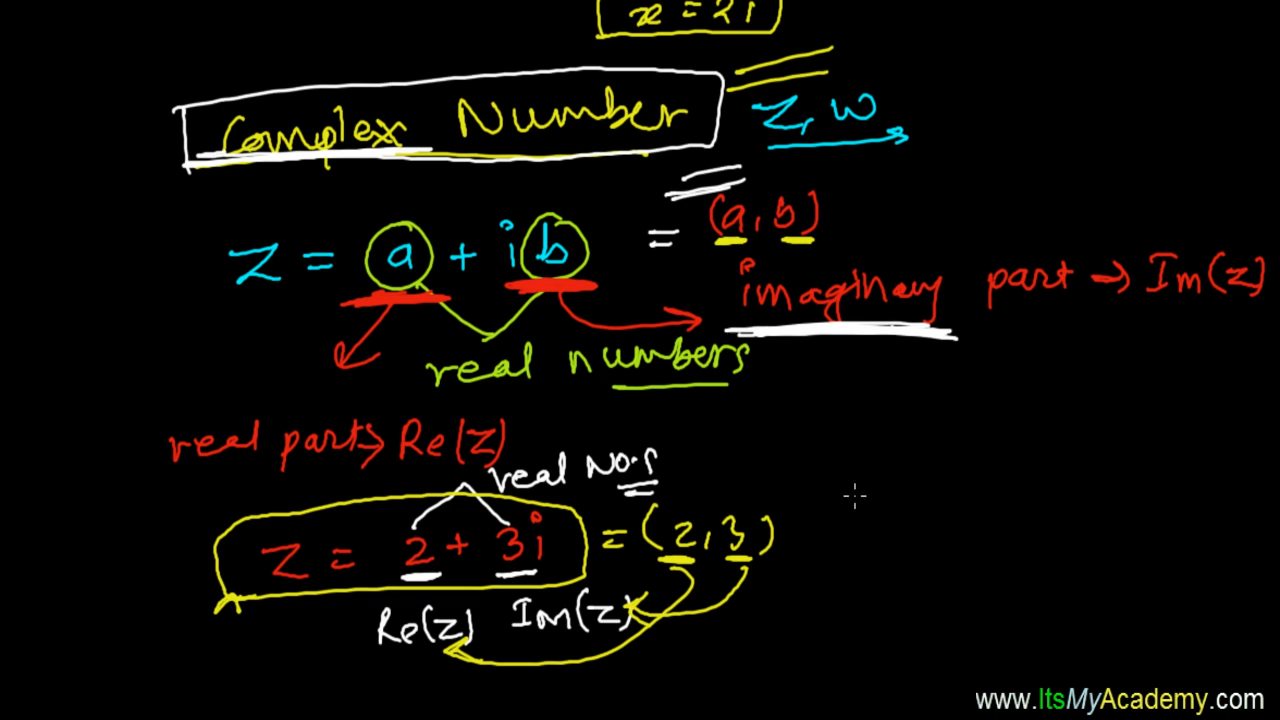 x = 2i
Complex Number
z, w
z = a + ib = (a, b)
imaginary part → Im(z)
real numbers
real part → Re(z)
real No.s
z = 2 + 3i = (2, 3)
Re(z) Im(z)
www.ItsMyAcademy.com